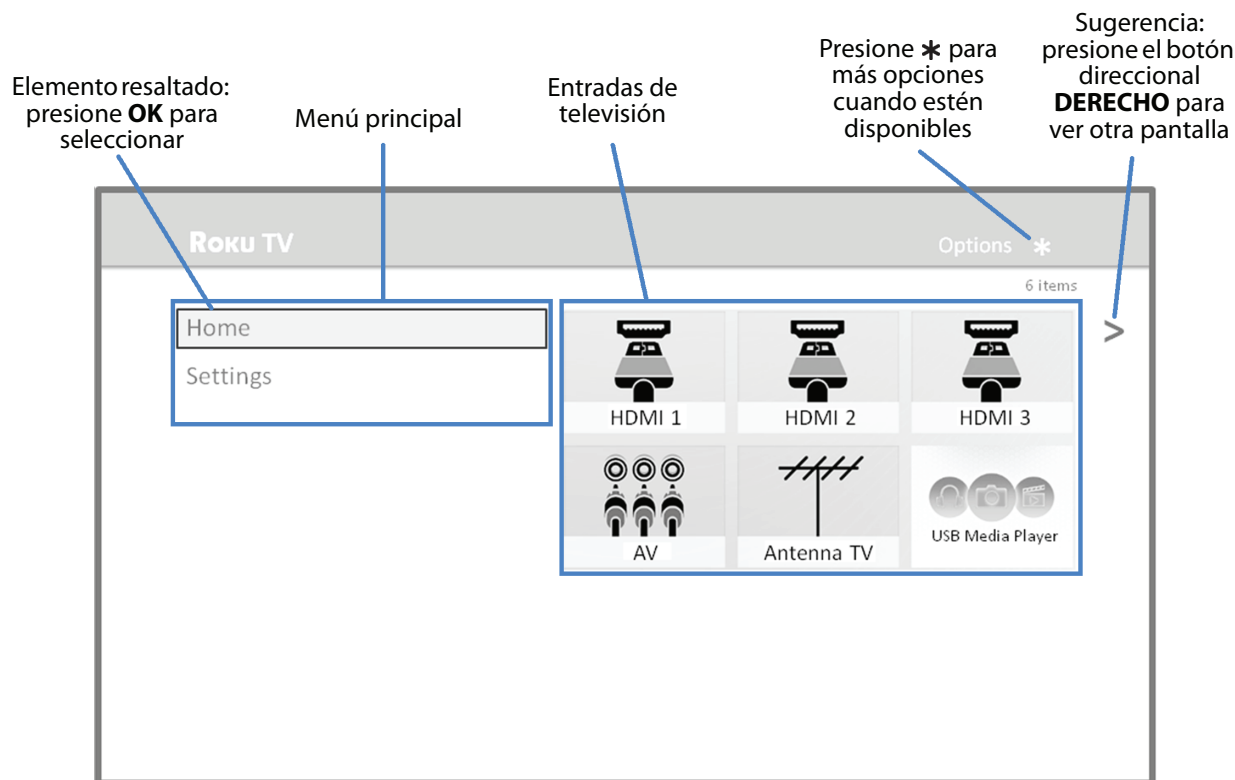 Elemento resaltado:
presione OK para
seleccionar
Menú principal
Entradas de
televisión
Presione * para
más opciones
cuando estén
disponibles
Sugerencia:
presione el botón
direccional
DERECHO para
ver otra pantalla
ROKU TV
Options *
6 items
Home
Settings
>
HDMI 1
HDMI 2
HDMI 3
AV
Antenna TV
USB Media Player